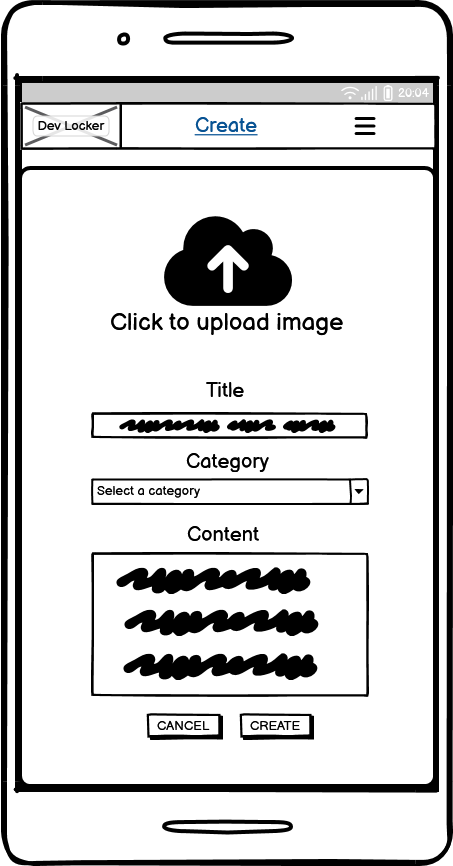 20:04
Dev Locker
Create
Click to upload image
Title
Category
Select a category
Content
CANCEL CREATE